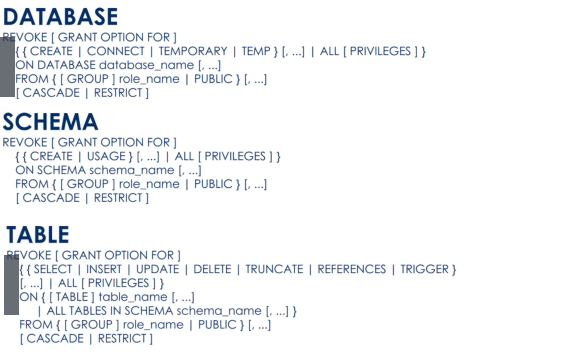 DATABASE
REVOKE [ GRANT OPTION FOR ]
{ { CREATE | CONNECT | TEMPORARY | TEMP } [, ...] | ALL [ PRIVILEGES ] }
ON DATABASE database_name [, ...]
FROM { [ GROUP ] role_name | PUBLIC } [, ...]
[ CASCADE | RESTRICT ]
SCHEMA
REVOKE [ GRANT OPTION FOR ]
{ { CREATE | USAGE } [, ...] | ALL [ PRIVILEGES ] }
ON SCHEMA schema_name [, ...]
FROM { [ GROUP ] role_name | PUBLIC } [, ...]
[ CASCADE | RESTRICT ]
TABLE
REVOKE [ GRANT OPTION FOR ]
{ { SELECT | INSERT | UPDATE | DELETE | TRUNCATE | REFERENCES | TRIGGER }
[, ...] | ALL [ PRIVILEGES ] }
ON { [ TABLE ] table_name [, ...]
| ALL TABLES IN SCHEMA schema_name [, ...] }
FROM { [ GROUP ] role_name | PUBLIC } [, ...]
[ CASCADE | RESTRICT ]